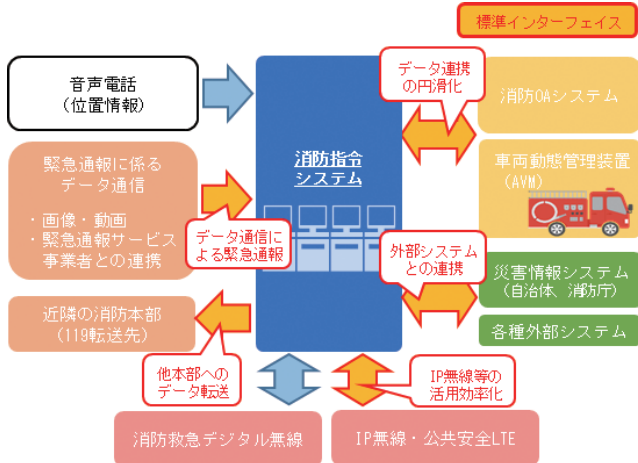 標準インターフェイス
音声電話
(位置情報)
データ連携
の円滑化
消防OAシステム
緊急通報に係る
データ通信
・画像・動画
・緊急通報サービス
事業者との連携
消防指令
システム
車両動態管理装置
(AVM)
データ通信に
よる緊急通報
外部システム
との連携
災害情報システム
(自治体、消防庁)
近隣の消防本部
(119転送先)
各種外部システム
他本部への
データ転送
IP無線等の
活用効率化
消防救急デジタル無線
IP無線・公共安全LTE